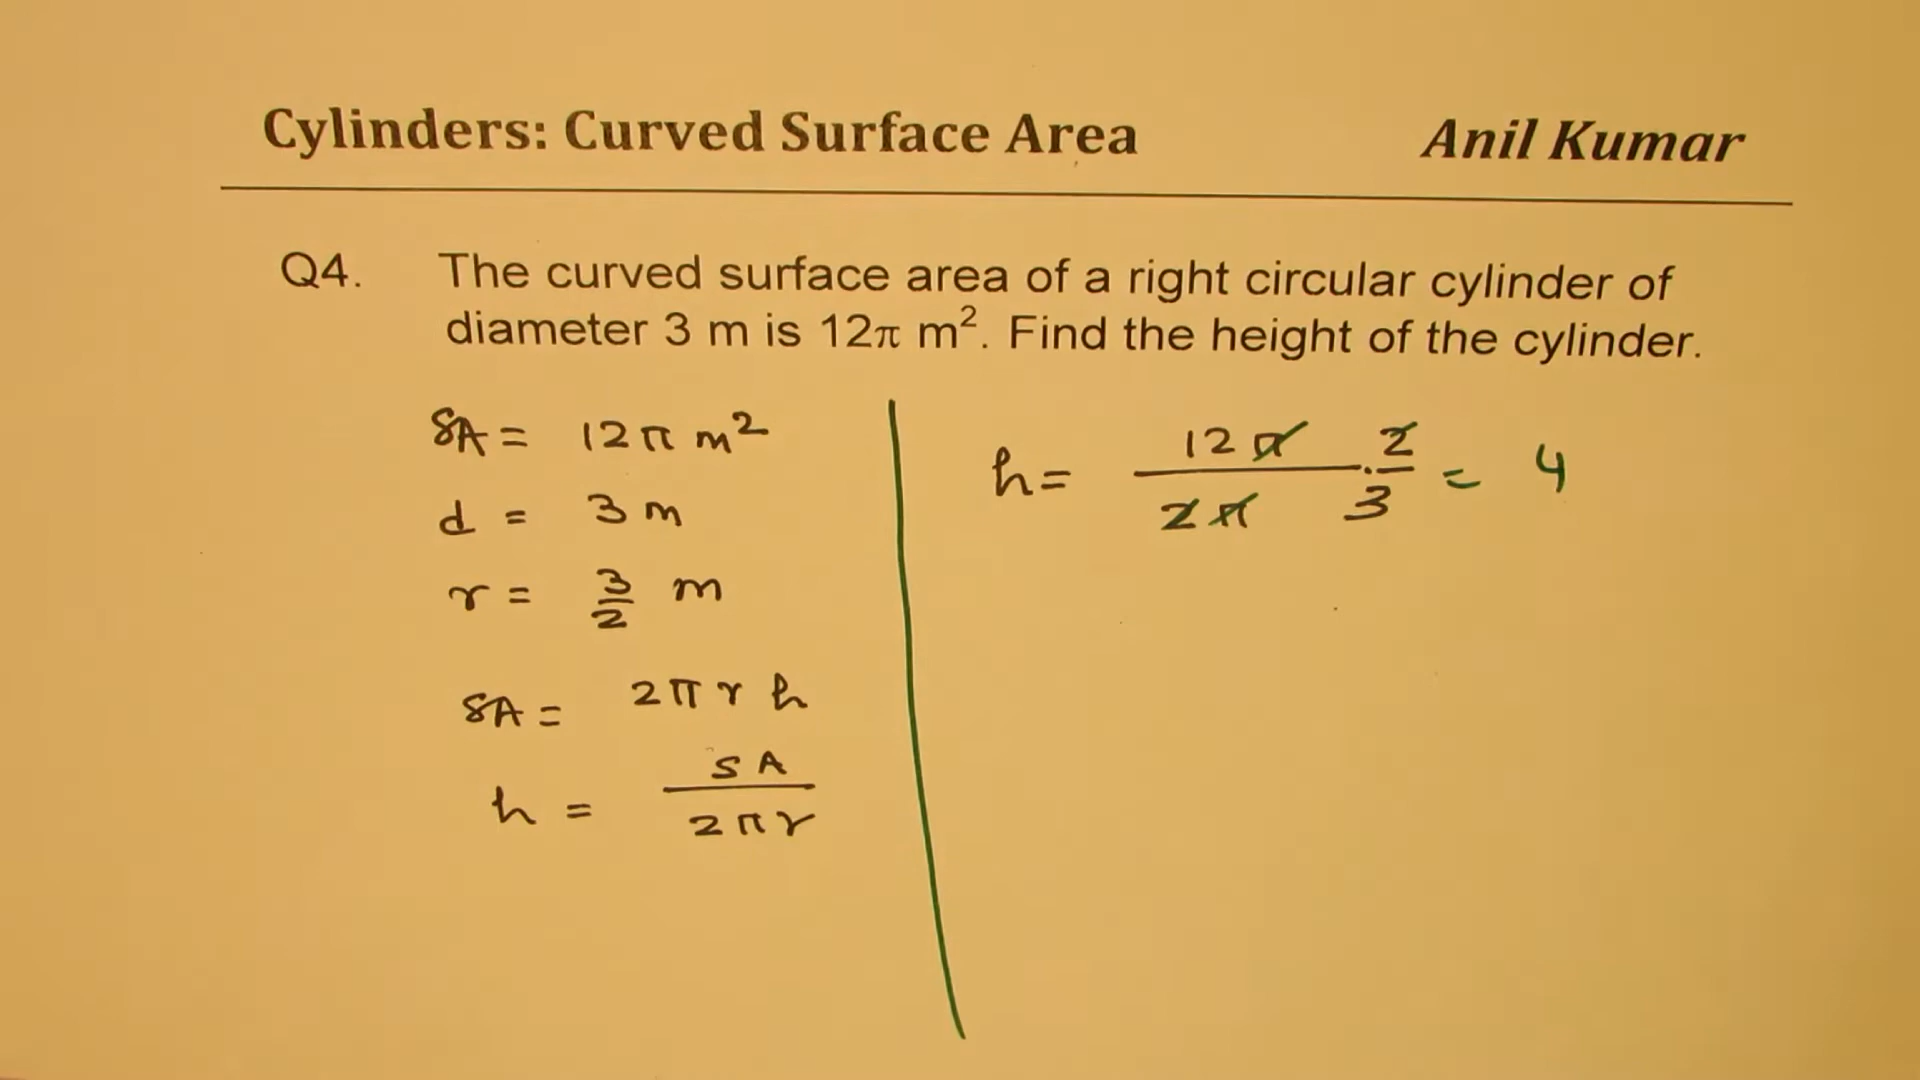 Cylinders: Curved Surface Area Anil Kumar
Q4. The curved surface area of a right circular cylinder of
diameter 3 m is 12π m². Find the height of the cylinder.
SA = 12π m²
d = 3 m
r = 3/2 m
SA = 2πrh
h = SA/2πr
h = 12π/2π · 2/3 = 4